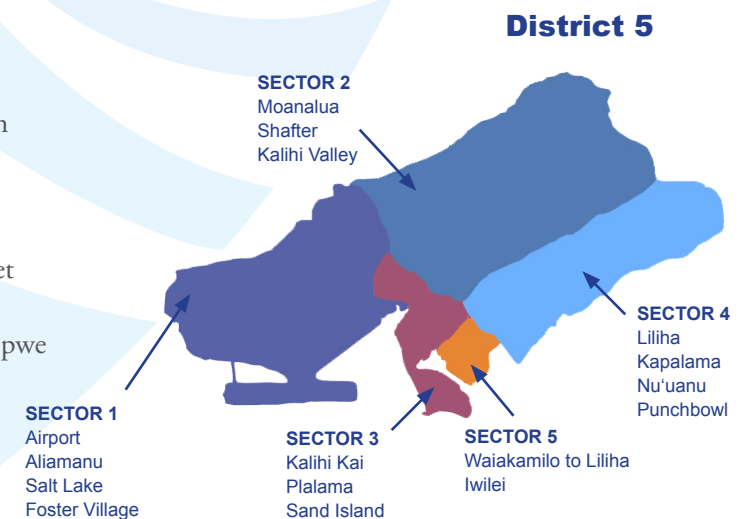 District 5
SECTOR 2
Moanalua
Shafter
Kalihi Valley
et
pwe
SECTOR 4
Liliha
Kapalama
Nu‘uanu
Punchbowl
SECTOR 1
Airport
Aliamanu
Salt Lake
Foster Village
SECTOR 3
Kalihi Kai
Plalama
Sand Island
SECTOR 5
Waiakamilo to Liliha
Iwilei